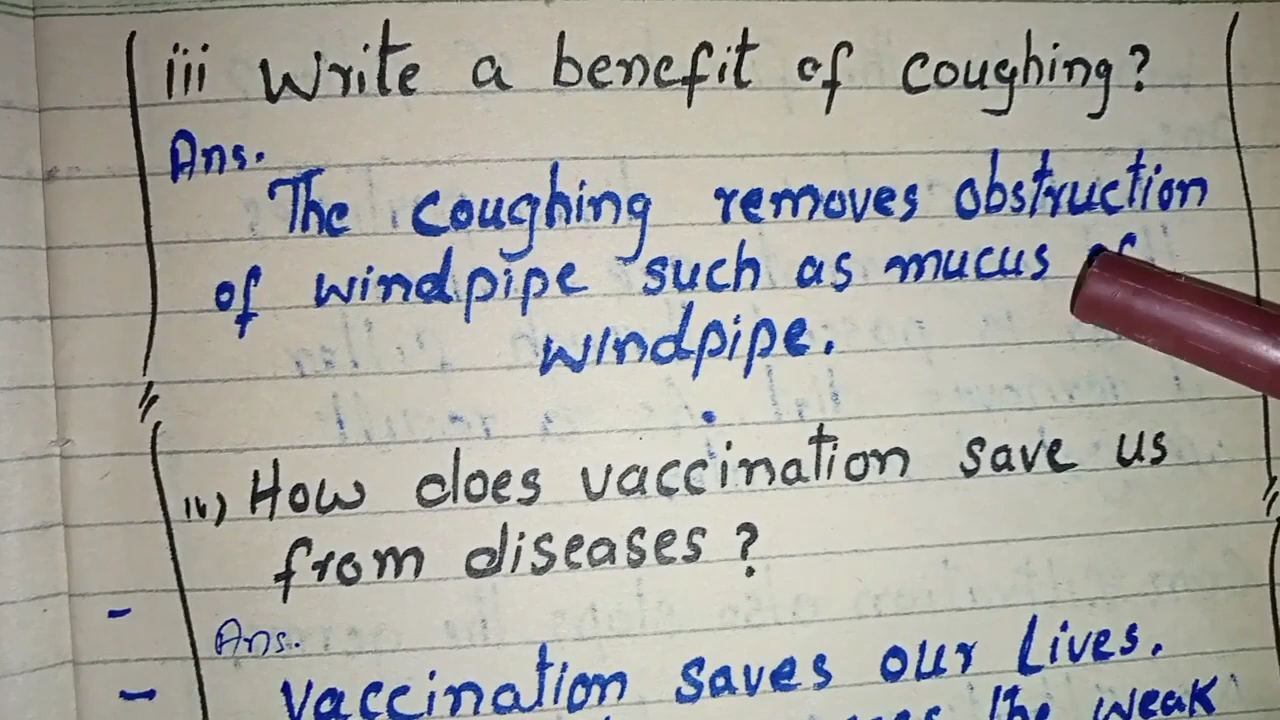 iii Write a benefit of coughing?
Ans.
The coughing removes obstruction
of windpipe such as mucus of
windpipe.
iv) How does vaccination save us
from diseases?
Ans.
Vaccination saves our lives.
the weak